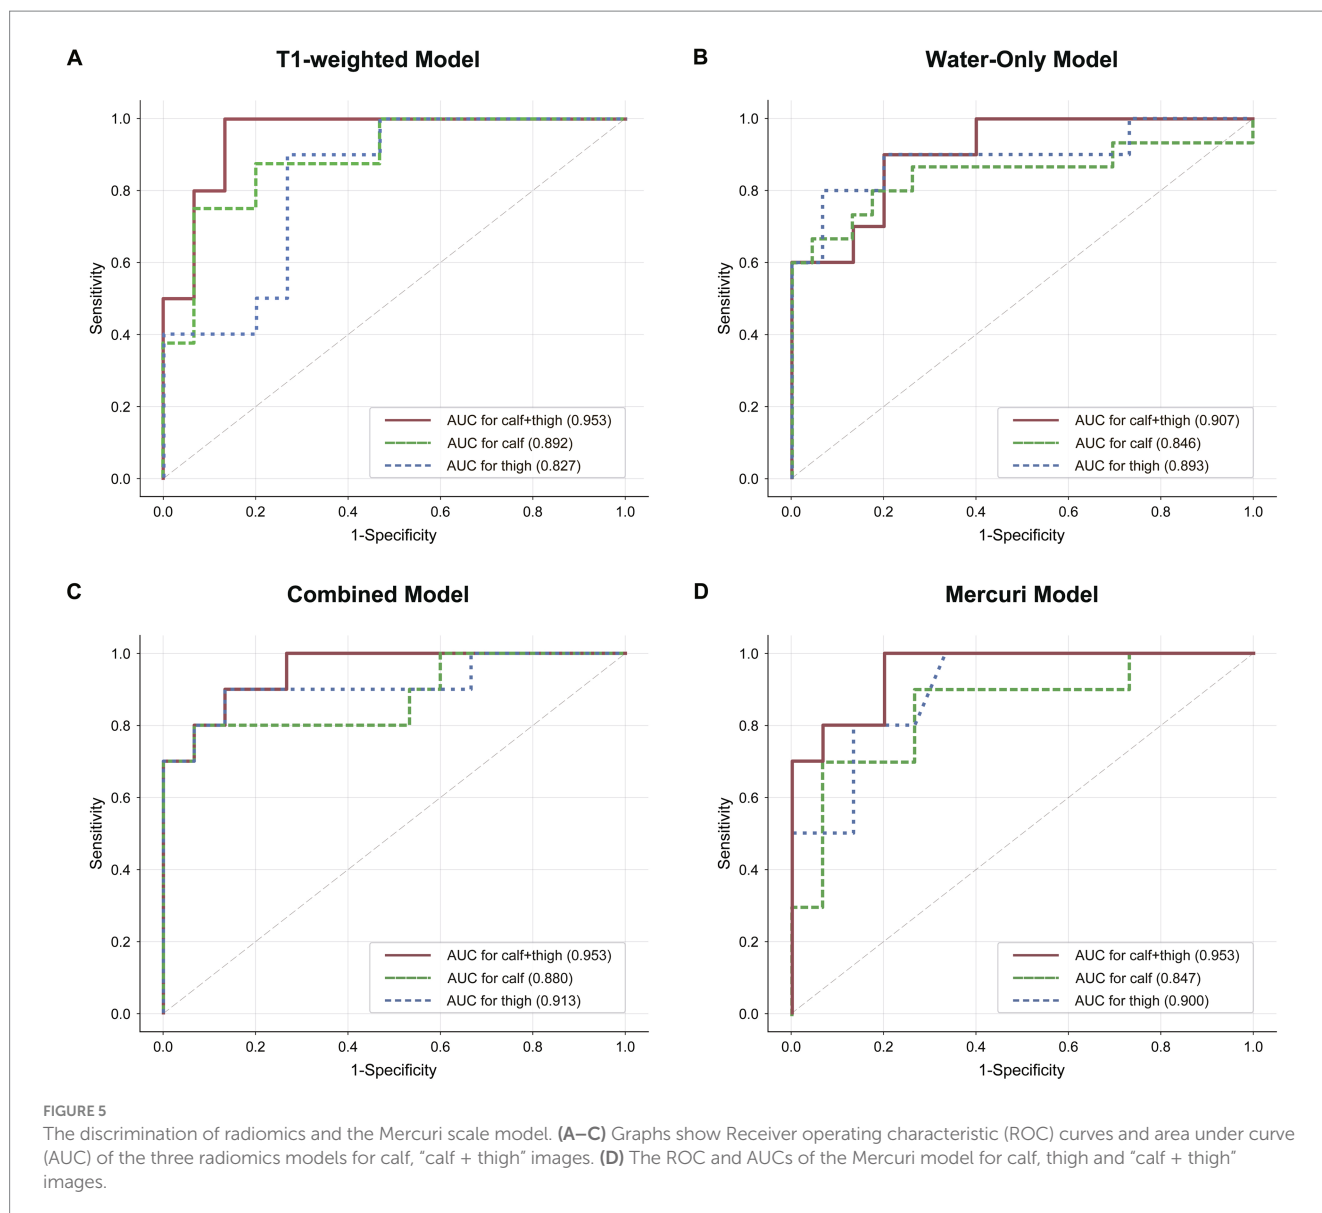 A
T1-weighted Model
1.0
0.8
0.6
0.4
0.2
0.0
Sensitivity
AUC for calf+thigh (0.953)
AUC for calf (0.892)
AUC for thigh (0.827)
0.0 0.2 0.4 0.6 0.8 1.0
1-Specificity
B
Water-Only Model
1.0
0.8
0.6
0.4
0.2
0.0
Sensitivity
AUC for calf+thigh (0.907)
AUC for calf (0.846)
AUC for thigh (0.893)
0.0 0.2 0.4 0.6 0.8 1.0
1-Specificity
C
Combined Model
1.0
0.8
0.6
0.4
0.2
0.0
Sensitivity
AUC for calf+thigh (0.953)
AUC for calf (0.880)
AUC for thigh (0.913)
0.0 0.2 0.4 0.6 0.8 1.0
1-Specificity
D
Mercuri Model
1.0
0.8
0.6
0.4
0.2
0.0
Sensitivity
AUC for calf+thigh (0.953)
AUC for calf (0.847)
AUC for thigh (0.900)
0.0 0.2 0.4 0.6 0.8 1.0
1-Specificity
FIGURE 5
The discrimination of radiomics and the Mercuri scale model. (A–C) Graphs show Receiver operating characteristic (ROC) curves and area under curve
(AUC) of the three radiomics models for calf, "calf + thigh" images. (D) The ROC and AUCs of the Mercuri model for calf, thigh and "calf + thigh"
images.